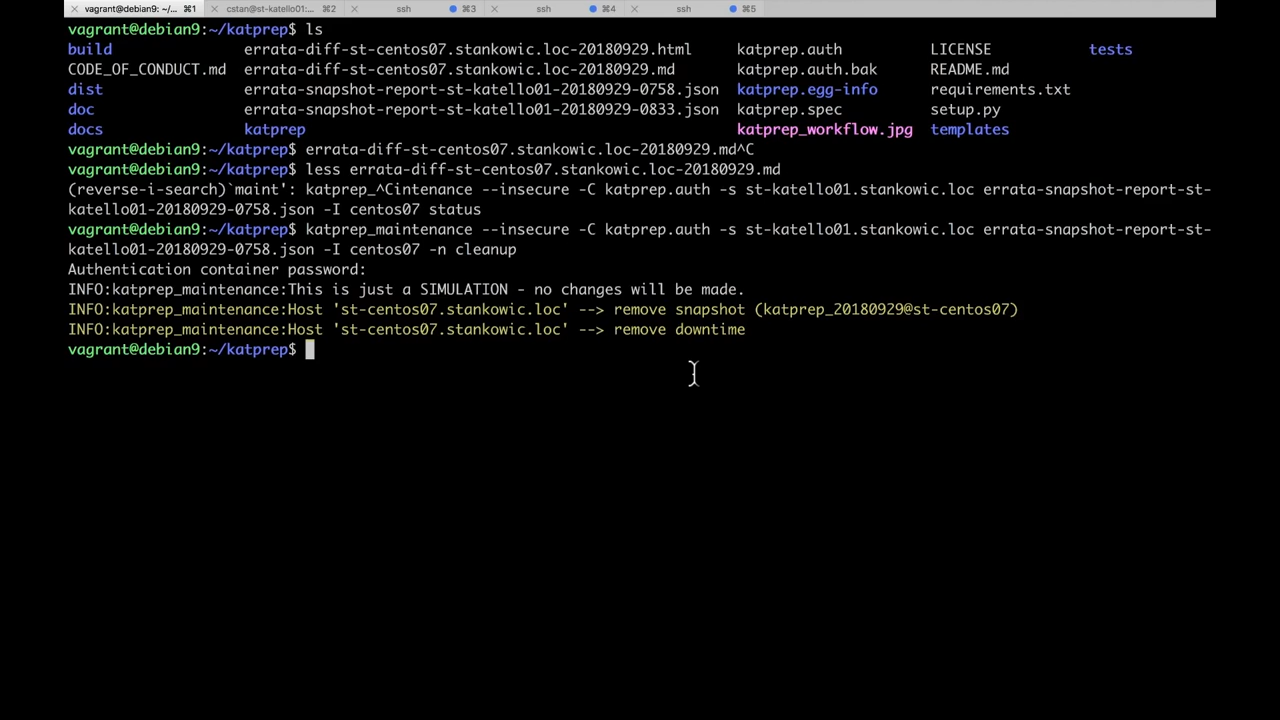 vagrant@debian9: ~/... ⌘1 cstan@st-katello01:... ⌘2 ssh ⌘3 ssh ⌘4 ssh ⌘5
vagrant@debian9:~/katprep$ ls
build errata-diff-st-centos07.stankowic.loc-20180929.html katprep.auth LICENSE tests
CODE_OF_CONDUCT.md errata-diff-st-centos07.stankowic.loc-20180929.md katprep.auth.bak README.md
dist errata-snapshot-report-st-katello01-20180929-0758.json katprep.egg-info requirements.txt
doc errata-snapshot-report-st-katello01-20180929-0833.json katprep.spec setup.py
docs katprep katprep_workflow.jpg templates
vagrant@debian9:~/katprep$ errata-diff-st-centos07.stankowic.loc-20180929.md^C
vagrant@debian9:~/katprep$ less errata-diff-st-centos07.stankowic.loc-20180929.md
(reverse-i-search)`maint': katprep_^Cintenance --insecure -C katprep.auth -s st-katello01.stankowic.loc errata-snapshot-report-st-
katello01-20180929-0758.json -I centos07 status
vagrant@debian9:~/katprep$ katprep_maintenance --insecure -C katprep.auth -s st-katello01.stankowic.loc errata-snapshot-report-st-
katello01-20180929-0758.json -I centos07 -n cleanup
Authentication container password:
INFO:katprep_maintenance:This is just a SIMULATION - no changes will be made.
INFO:katprep_maintenance:Host 'st-centos07.stankowic.loc' --> remove snapshot (katprep_20180929@st-centos07)
INFO:katprep_maintenance:Host 'st-centos07.stankowic.loc' --> remove downtime
vagrant@debian9:~/katprep$